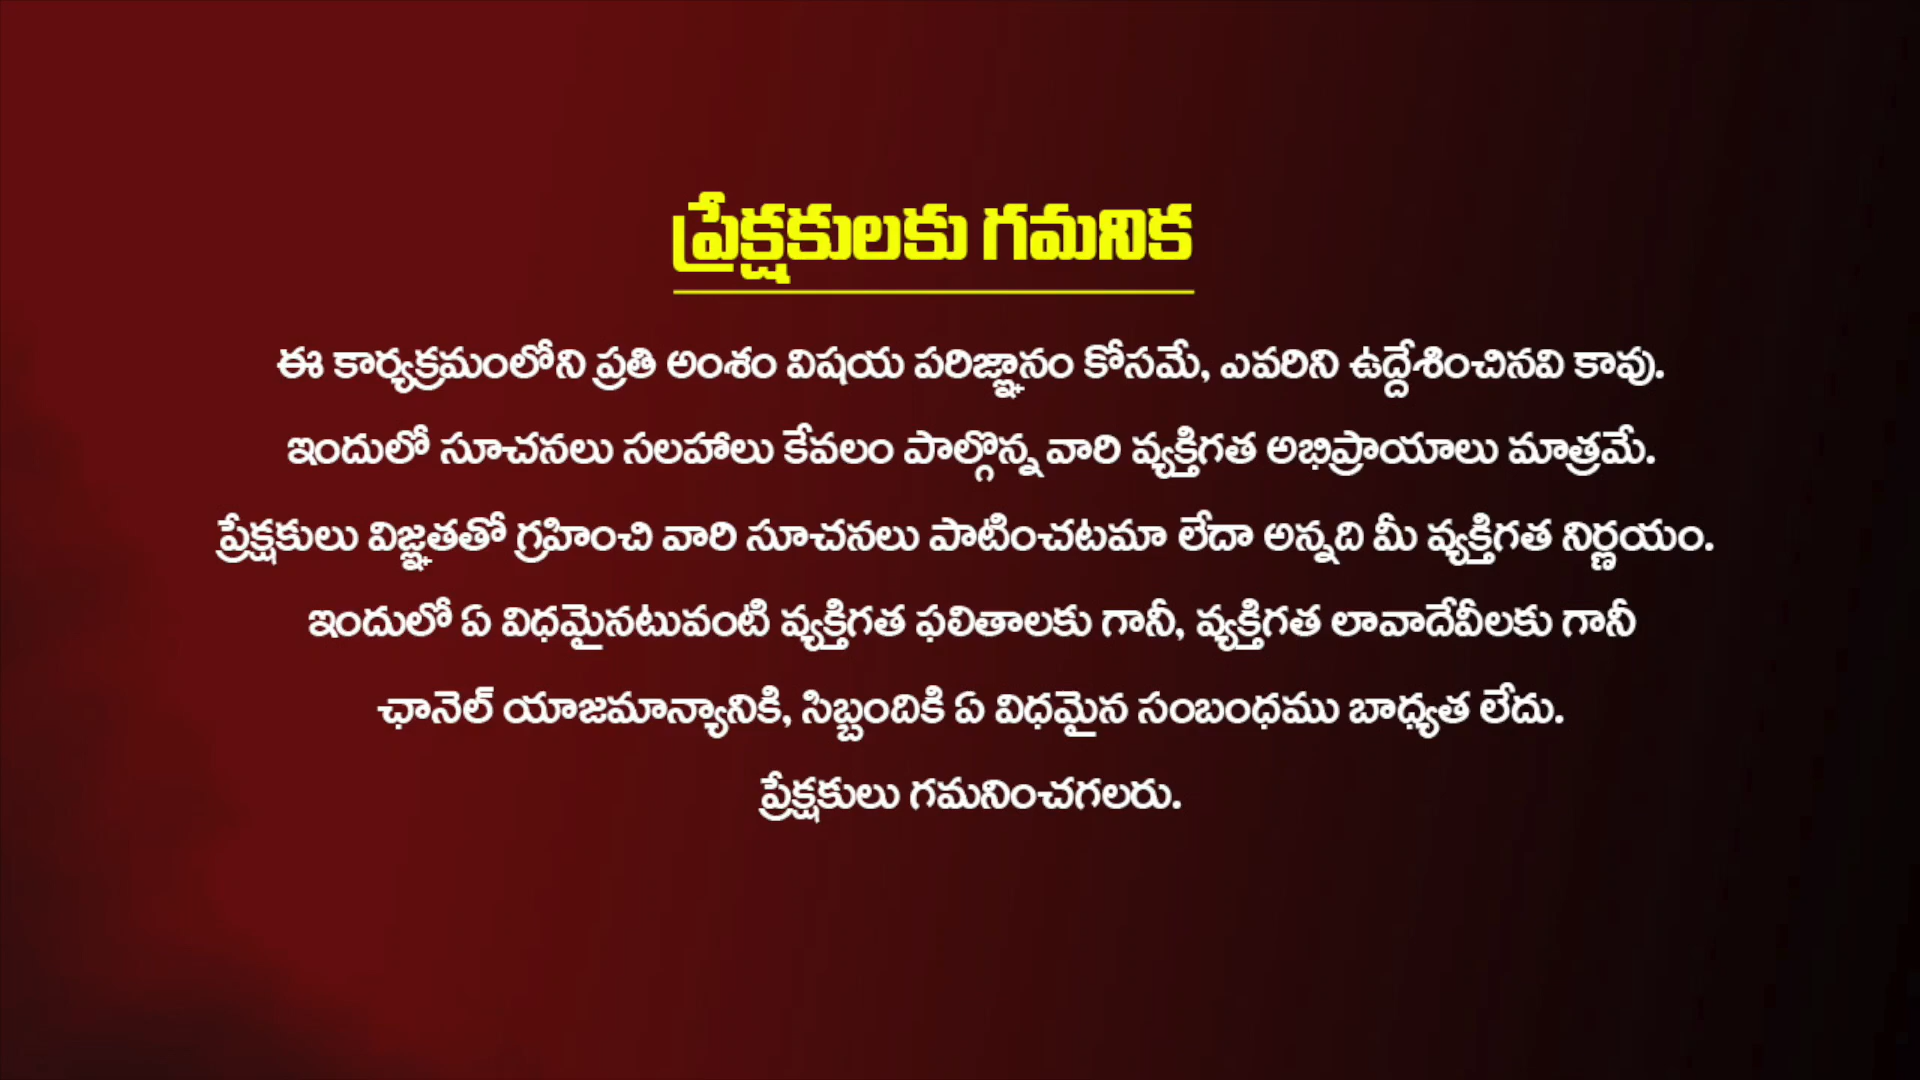 ప్రేక్షకులకు గమనిక
ఈ కార్యక్రమంలోని ప్రతి అంశం విషయ పరిజ్ఞానం కోసమే, ఎవరిని ఉద్దేశించినవి కావు.
ఇందులో సూచనలు సలహాలు కేవలం పాల్గొన్న వారి వ్యక్తిగత అభిప్రాయాలు మాత్రమే.
ప్రేక్షకులు విజ్ఞతతో గ్రహించి వారి సూచనలు పాటించటమా లేదా అన్నది మీ వ్యక్తిగత నిర్ణయం.
ఇందులో ఏ విధమైనటువంటి వ్యక్తిగత ఫలితాలకు గానీ, వ్యక్తిగత లావాదేవీలకు గానీ
ఛానెల్ యాజమాన్యానికి, సిబ్బందికి ఏ విధమైన సంబంధము బాధ్యత లేదు.
ప్రేక్షకులు గమనించగలరు.